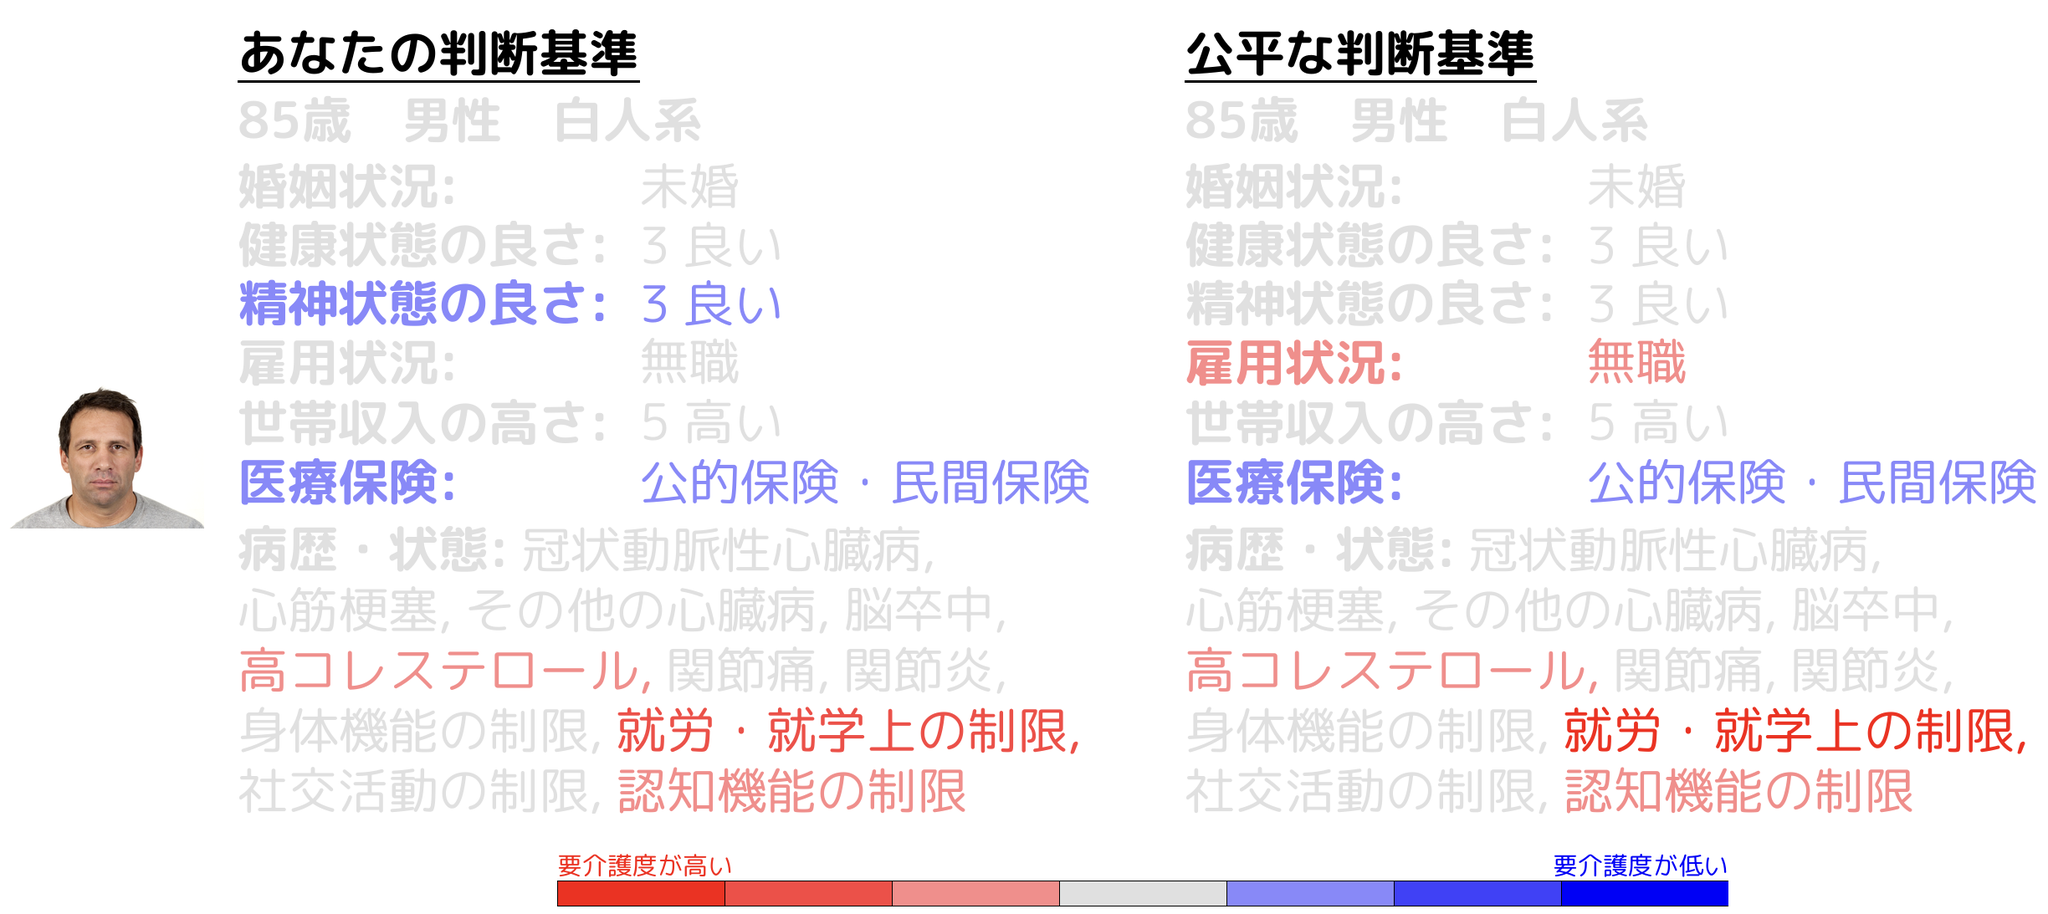 あなたの判断基準
85歳　男性　白人系
婚姻状況: 未婚
健康状態の良さ: 3 良い
精神状態の良さ: 3 良い
雇用状況: 無職
世帯収入の高さ: 5 高い
医療保険: 公的保険・民間保険
病歴・状態: 冠状動脈性心臓病,
心筋梗塞, その他の心臓病, 脳卒中,
高コレステロール, 関節痛, 関節炎,
身体機能の制限, 就労・就学上の制限,
社交活動の制限, 認知機能の制限
公平な判断基準
85歳　男性　白人系
婚姻状況: 未婚
健康状態の良さ: 3 良い
精神状態の良さ: 3 良い
雇用状況: 無職
世帯収入の高さ: 5 高い
医療保険: 公的保険・民間保険
病歴・状態: 冠状動脈性心臓病,
心筋梗塞, その他の心臓病, 脳卒中,
高コレステロール, 関節痛, 関節炎,
身体機能の制限, 就労・就学上の制限,
社交活動の制限, 認知機能の制限
要介護度が高い
要介護度が低い